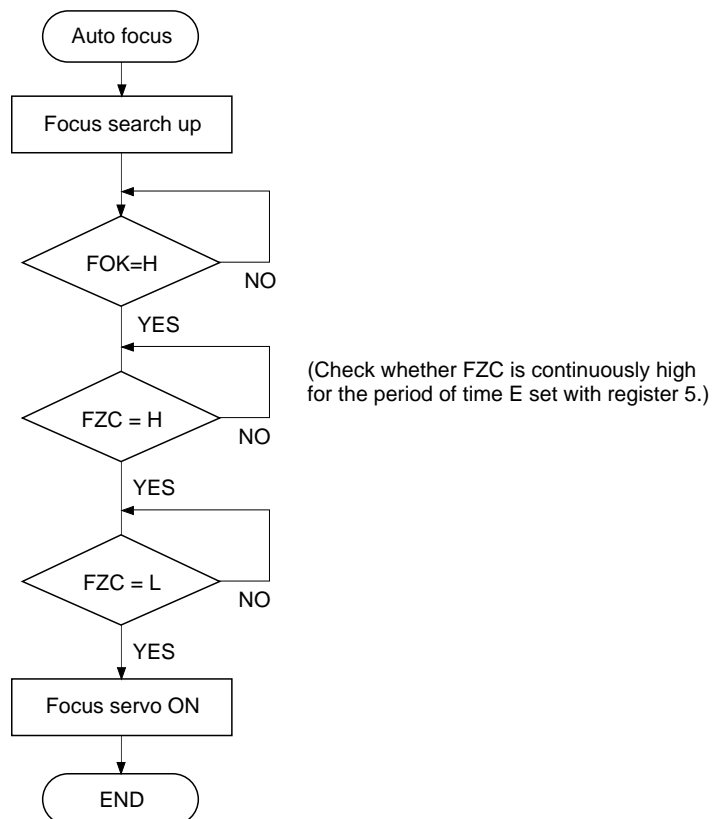 Auto focus
Focus search up
FOK=H
NO
YES
(Check whether FZC is continuously high
for the period of time E set with register 5.)
FZC = H
NO
YES
FZC = L
NO
YES
Focus servo ON
END